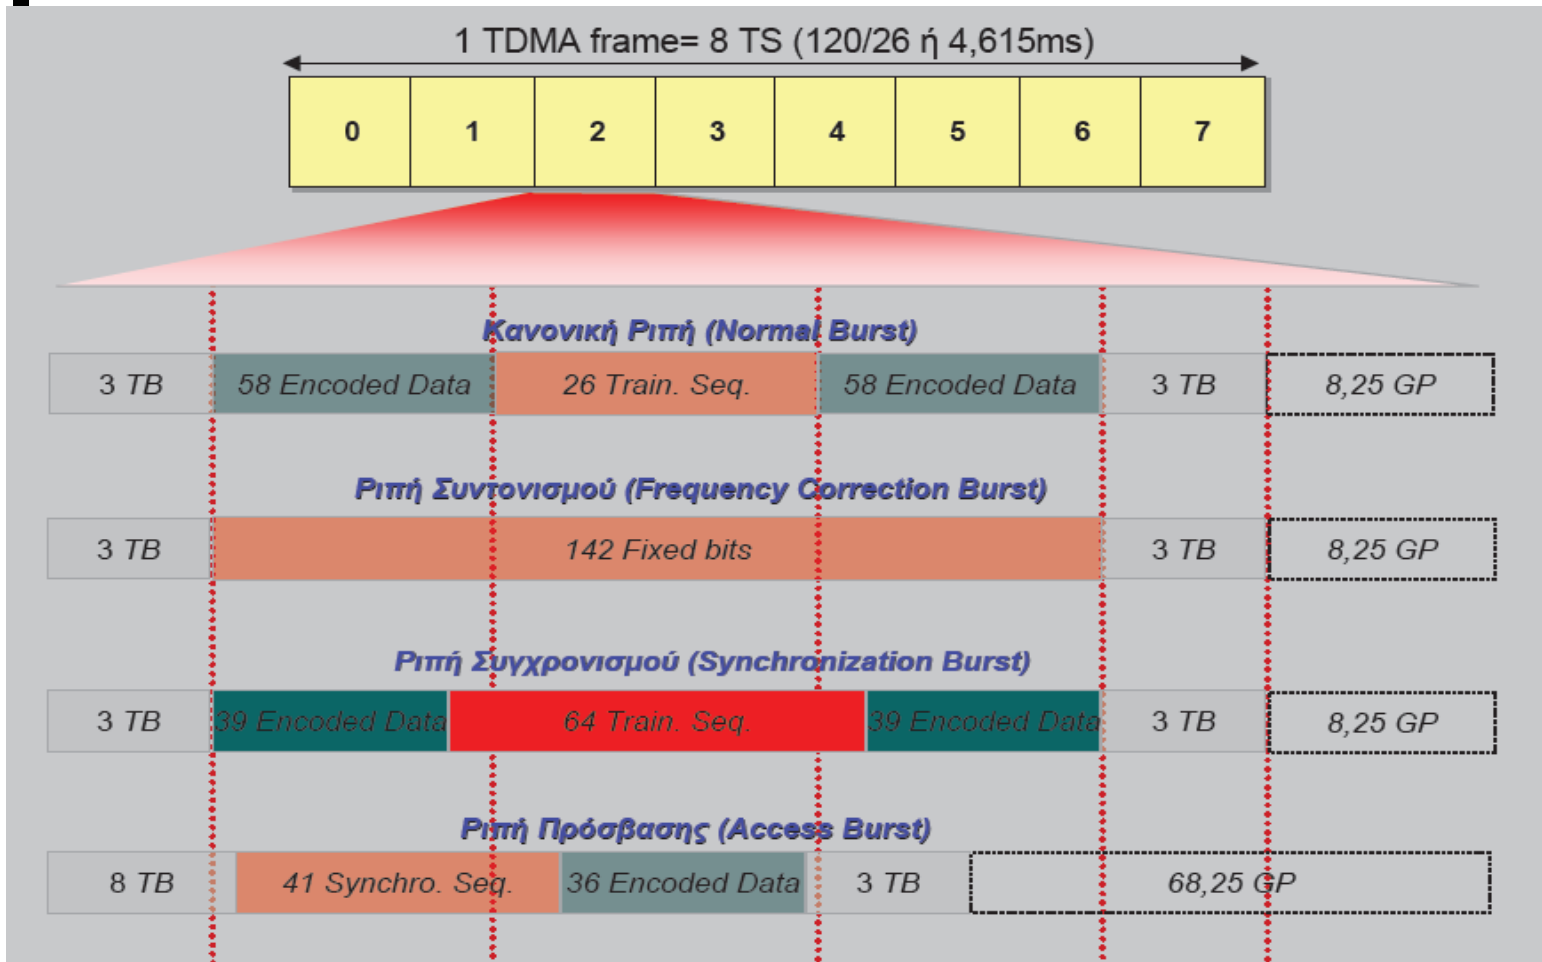 1 TDMA frame= 8 TS (120/26 ή 4,615ms)
0 1 2 3 4 5 6 7
Κανονική Ριπή (Normal Burst)
3 TB 58 Encoded Data 26 Train. Seq. 58 Encoded Data 3 TB 8,25 GP
Ριπή Συντονισμού (Frequency Correction Burst)
3 TB 142 Fixed bits 3 TB 8,25 GP
Ριπή Συγχρονισμού (Synchronization Burst)
3 TB 39 Encoded Data 64 Train. Seq. 39 Encoded Data 3 TB 8,25 GP
Ριπή Πρόσβασης (Access Burst)
8 TB 41 Synchro. Seq. 36 Encoded Data 3 TB 68,25 GP